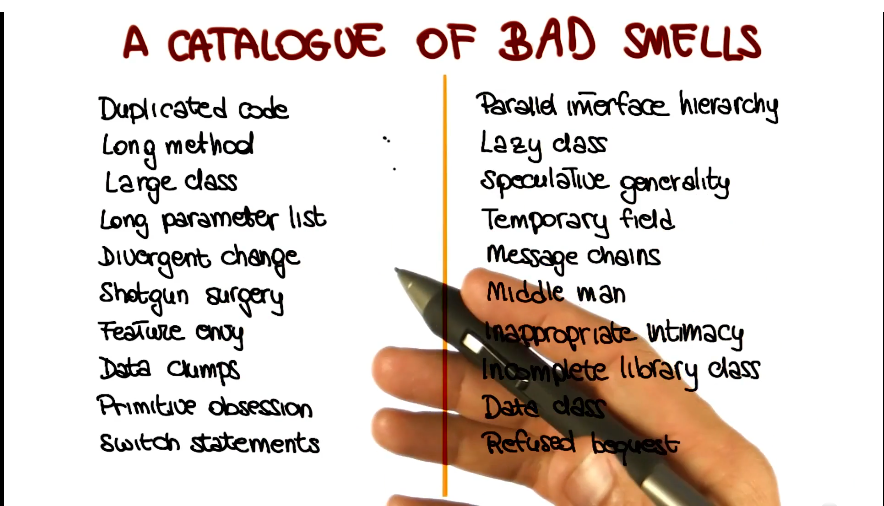 A CATALOGUE OF BAD SMELLS
Duplicated code
Long method
Large class
Long parameter list
Divergent change
Shotgun surgery
Feature envy
Data clumps
Primitive obsession
Switch statements
Parallel interface hierarchy
Lazy class
Speculative generality
Temporary field
Message chains
Middle man
Inappropriate intimacy
Incomplete library class
Data class
Refused bequest